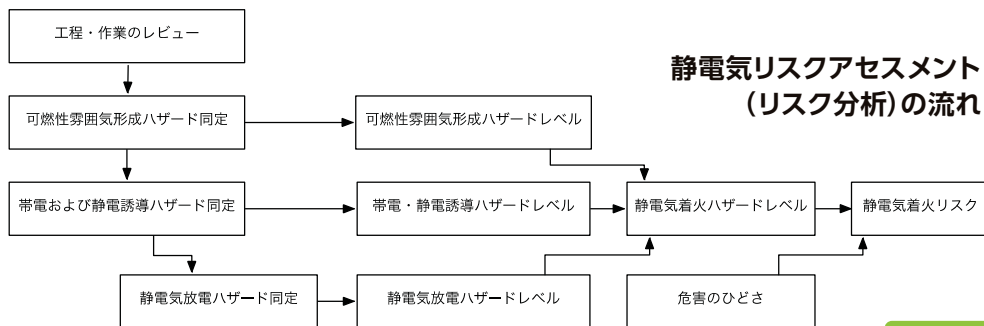 工程・作業のレビュー
静電気リスクアセスメント
(リスク分析)の流れ
可燃性雰囲気形成ハザード同定
可燃性雰囲気形成ハザードレベル
帯電および静電誘導ハザード同定
帯電・静電誘導ハザードレベル
静電気着火ハザードレベル
静電気着火リスク
静電気放電ハザード同定
静電気放電ハザードレベル
危害のひどさ